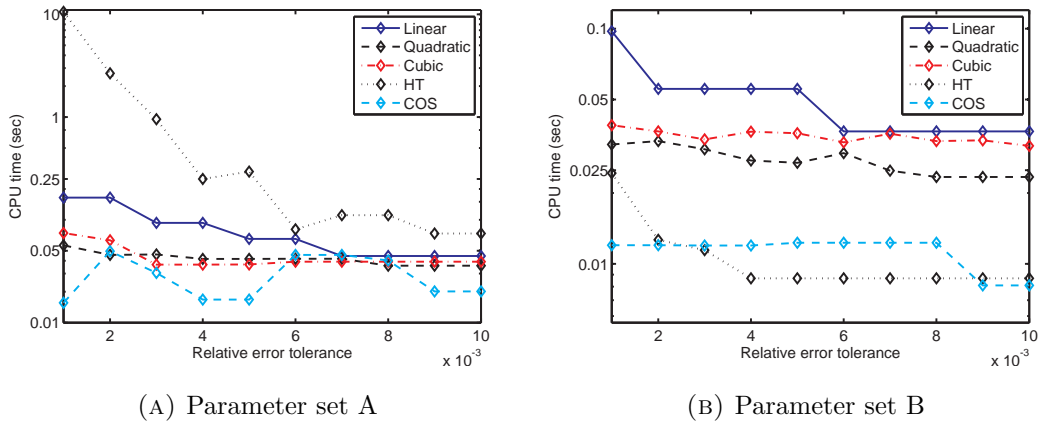 CPU time (sec)
10
1
0.25
0.05
0.01
2
4
6
8
10
x 10⁻³
Relative error tolerance
Linear
Quadratic
Cubic
HT
COS
(A) Parameter set A
CPU time (sec)
0.1
0.05
0.025
0.01
2
4
6
8
10
x 10⁻³
Relative error tolerance
Linear
Quadratic
Cubic
HT
COS
(B) Parameter set B